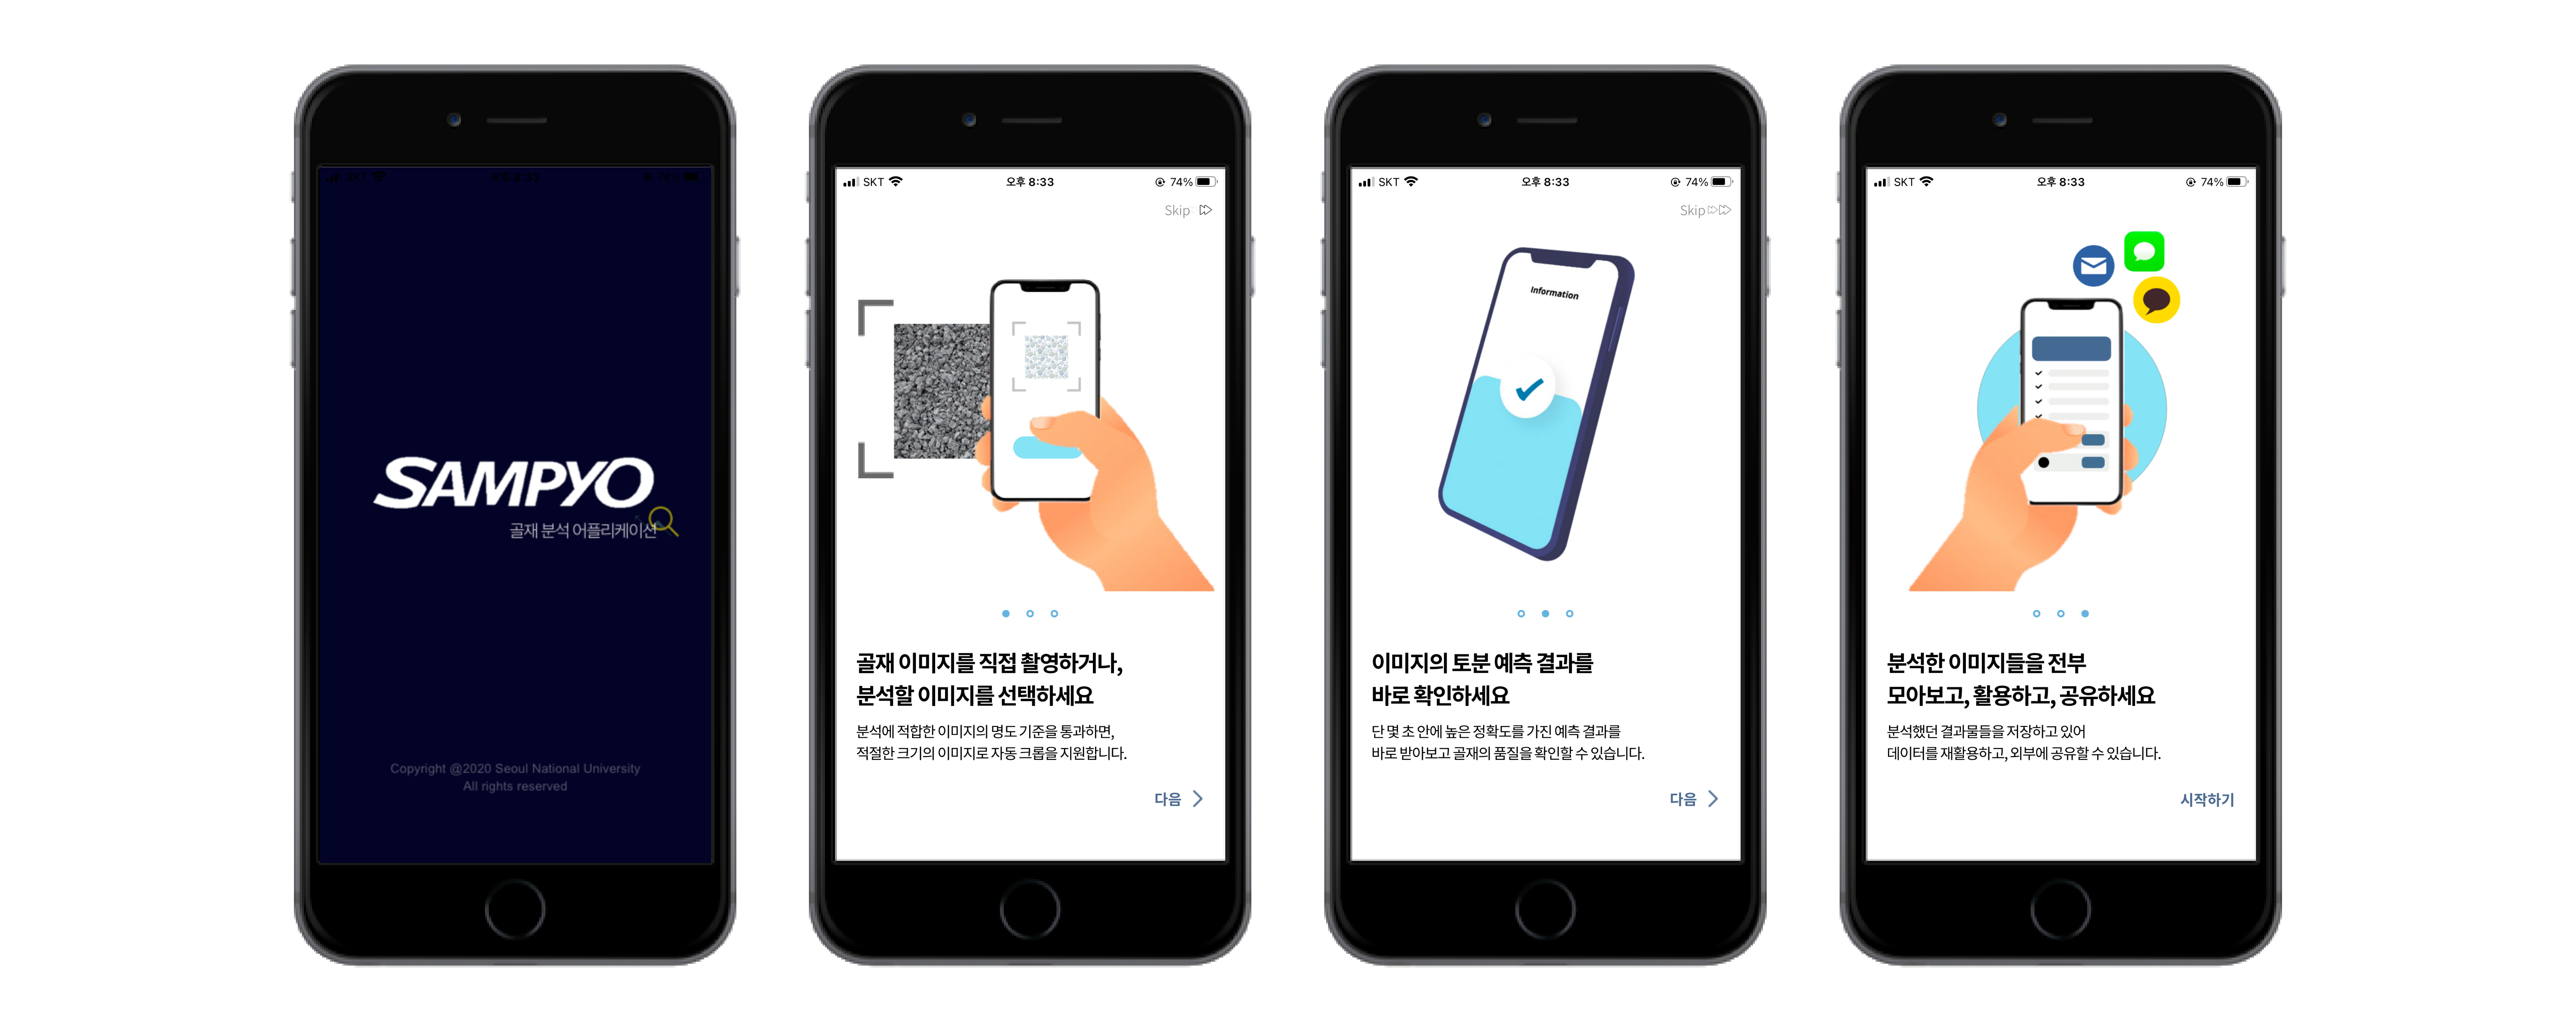 SKT 오후 8:33 74%
SAMPYO
골재 분석 어플리케이션
Copyright @2020 Seoul National University
All rights reserved
SKT 오후 8:33 74%
Skip
골재 이미지를 직접 촬영하거나,
분석할 이미지를 선택하세요
분석에 적합한 이미지의 명도 기준을 통과하면,
적절한 크기의 이미지로 자동 크롭을 지원합니다.
다음
SKT 오후 8:33 74%
Skip
Information
이미지의 토분 예측 결과를
바로 확인하세요
단 몇 초 안에 높은 정확도를 가진 예측 결과를
바로 받아보고 골재의 품질을 확인할 수 있습니다.
다음
SKT 오후 8:33 74%
분석한 이미지들을 전부
모아보고, 활용하고, 공유하세요
분석했던 결과물들을 저장하고 있어
데이터를 재활용하고, 외부에 공유할 수 있습니다.
시작하기